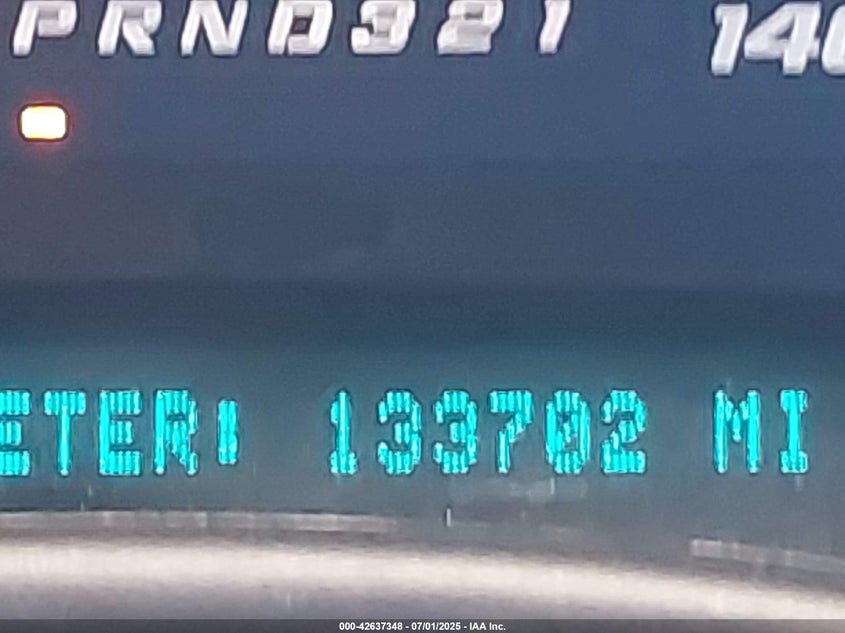 PRND321
140
ETER: 133702 MI
000-42637348 - 07/01/2025 - IAA Inc.